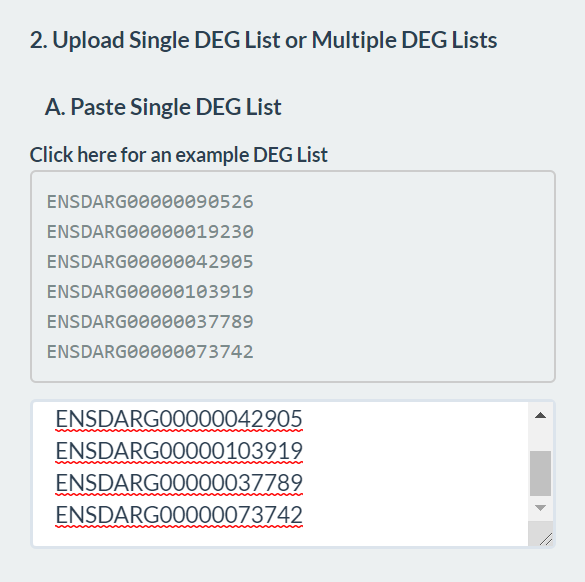 2. Upload Single DEG List or Multiple DEG Lists
A. Paste Single DEG List
Click here for an example DEG List
ENSDARG00000090526
ENSDARG00000019230
ENSDARG00000042905
ENSDARG00000103919
ENSDARG00000037789
ENSDARG00000073742
ENSDARG00000042905
ENSDARG00000103919
ENSDARG00000037789
ENSDARG00000073742